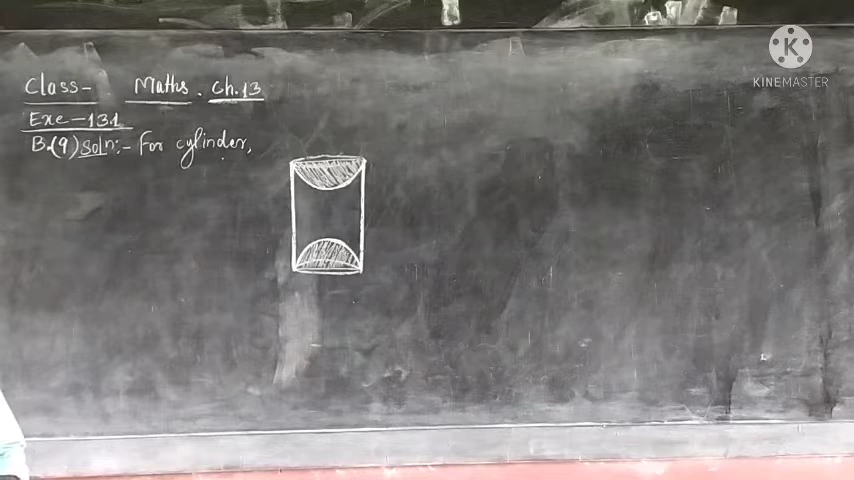 Class- Maths. Ch.13
Exe-13.1
B.(9) Soln:- For cylinder,
K
KINEMASTER